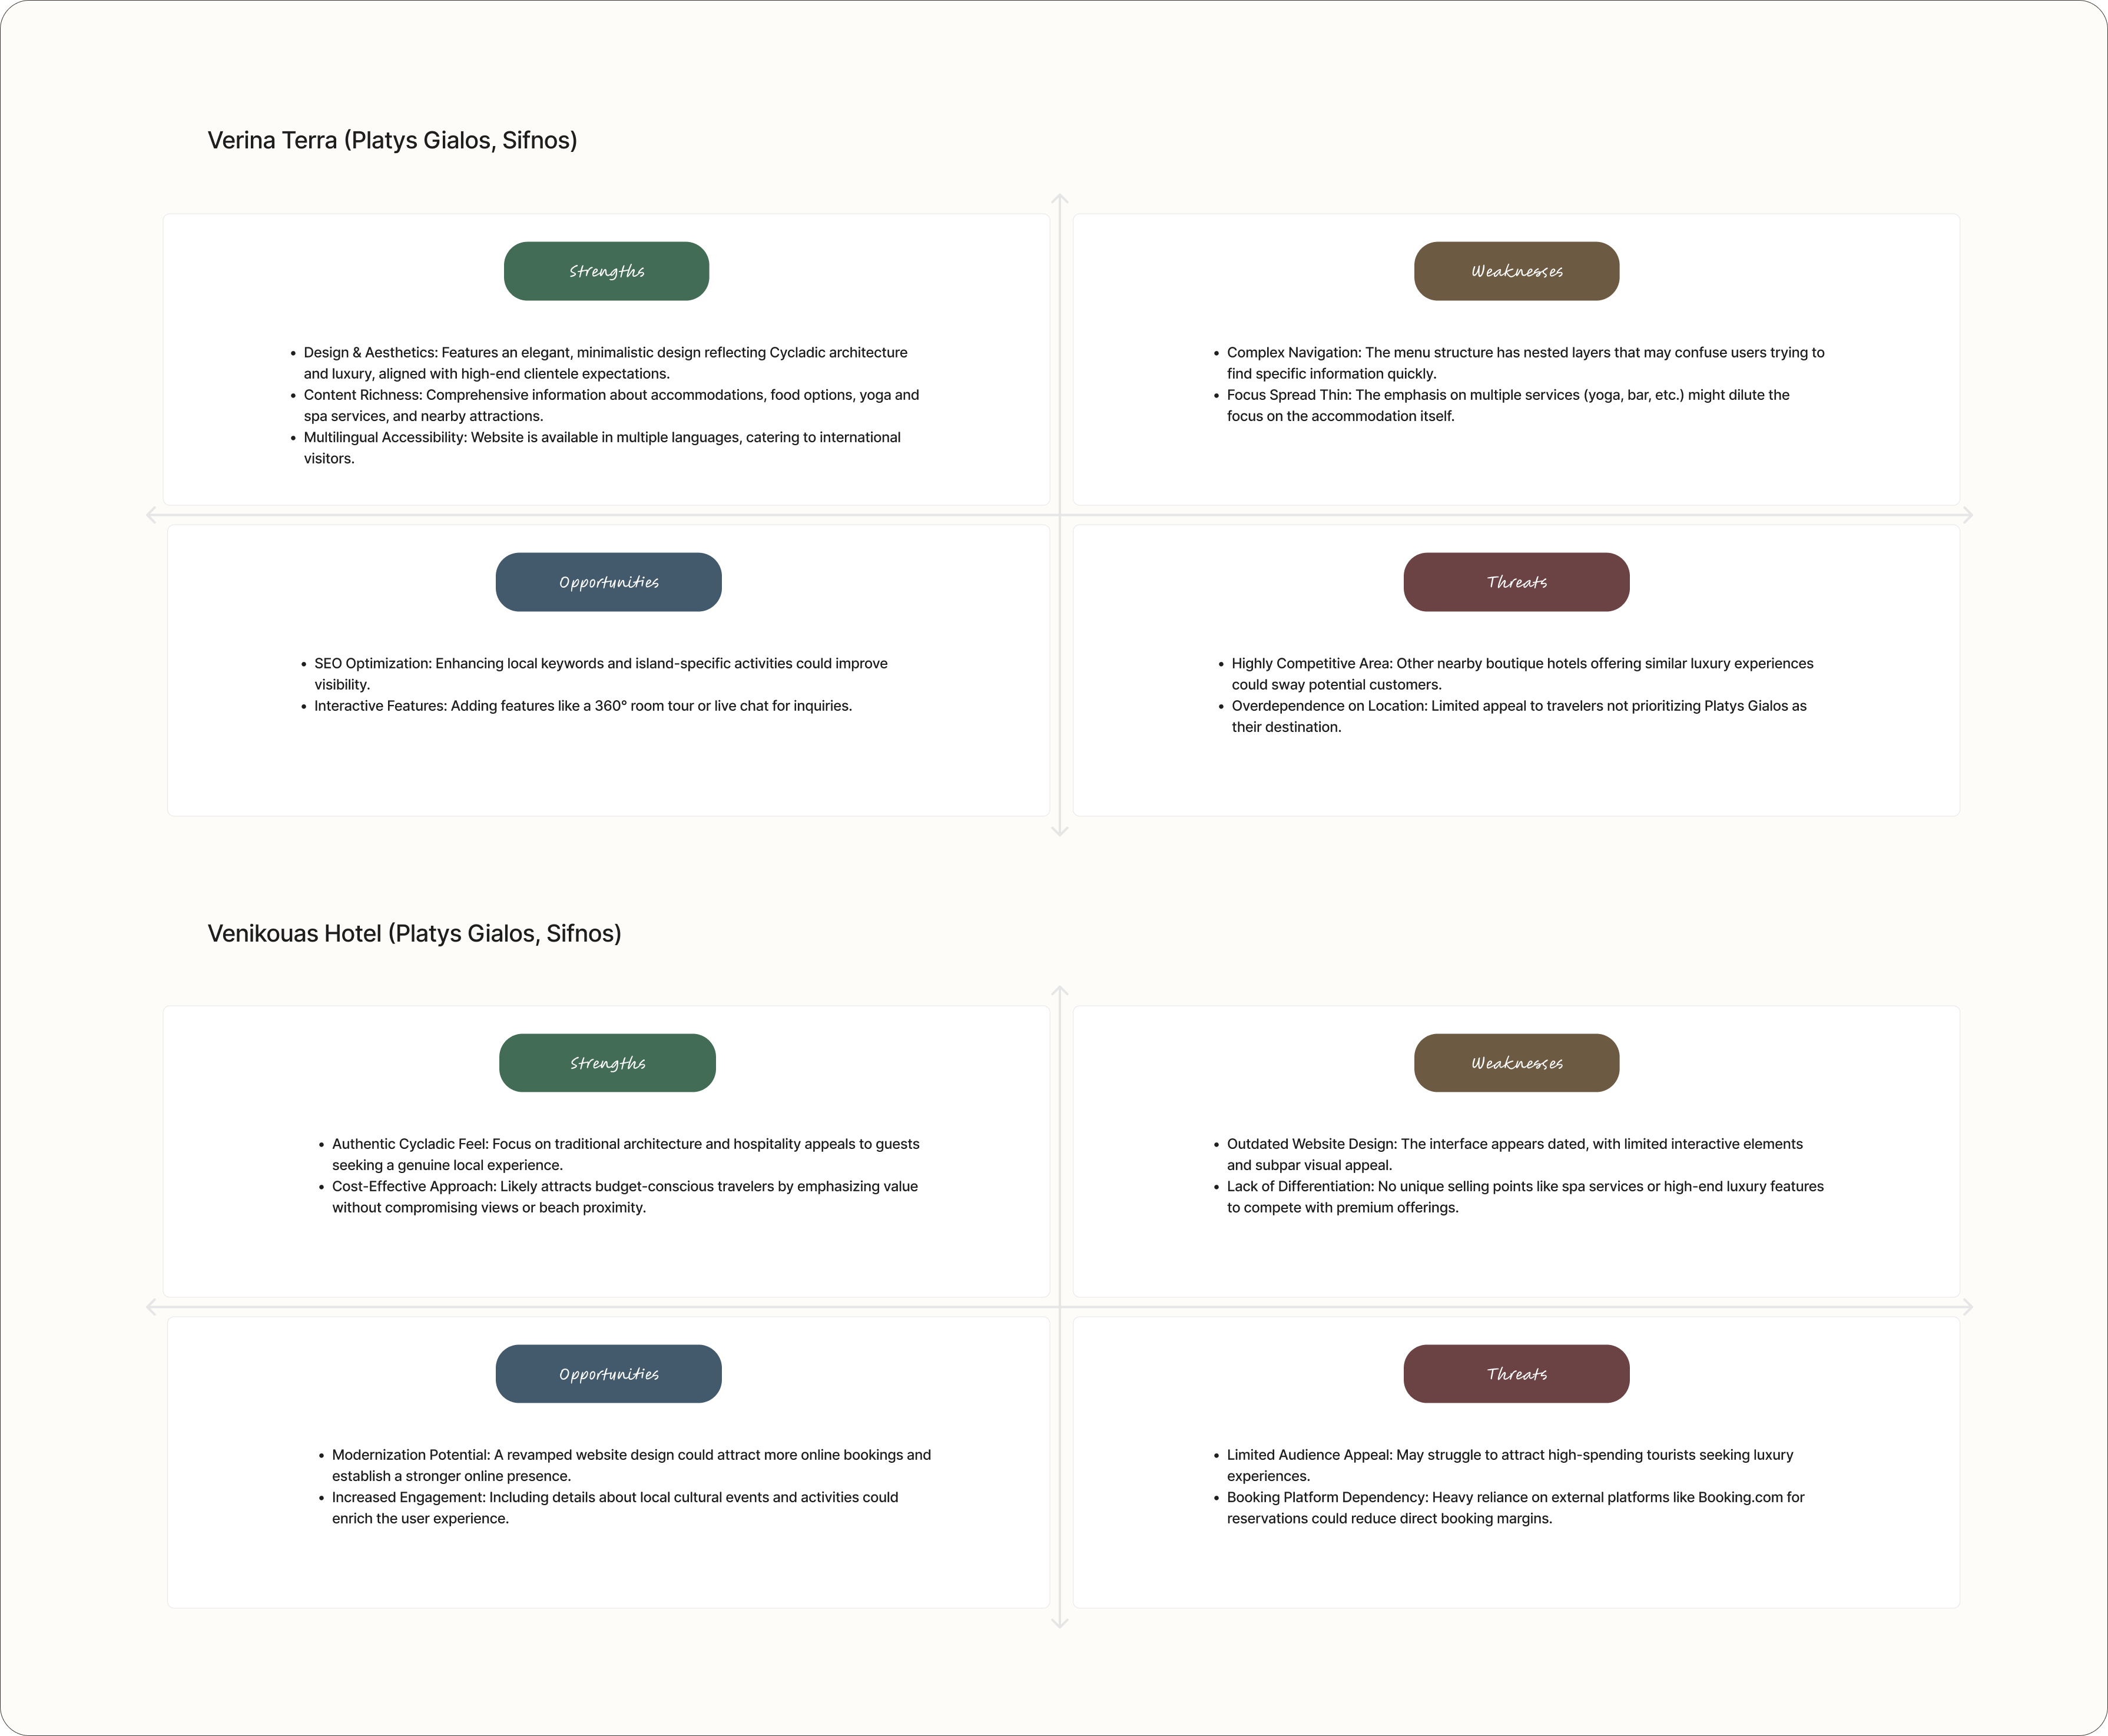 Verina Terra (Platys Gialos, Sifnos)
Strengths
• Design & Aesthetics: Features an elegant, minimalistic design reflecting Cycladic architecture
and luxury, aligned with high-end clientele expectations.
• Content Richness: Comprehensive information about accommodations, food options, yoga and
spa services, and nearby attractions.
• Multilingual Accessibility: Website is available in multiple languages, catering to international
visitors.
Weaknesses
• Complex Navigation: The menu structure has nested layers that may confuse users trying to
find specific information quickly.
• Focus Spread Thin: The emphasis on multiple services (yoga, bar, etc.) might dilute the
focus on the accommodation itself.
Opportunities
• SEO Optimization: Enhancing local keywords and island-specific activities could improve
visibility.
• Interactive Features: Adding features like a 360° room tour or live chat for inquiries.
Threats
• Highly Competitive Area: Other nearby boutique hotels offering similar luxury experiences
could sway potential customers.
• Overdependence on Location: Limited appeal to travelers not prioritizing Platys Gialos as
their destination.
Venikouas Hotel (Platys Gialos, Sifnos)
Strengths
• Authentic Cycladic Feel: Focus on traditional architecture and hospitality appeals to guests
seeking a genuine local experience.
• Cost-Effective Approach: Likely attracts budget-conscious travelers by emphasizing value
without compromising views or beach proximity.
Weaknesses
• Outdated Website Design: The interface appears dated, with limited interactive elements
and subpar visual appeal.
• Lack of Differentiation: No unique selling points like spa services or high-end luxury features
to compete with premium offerings.
Opportunities
• Modernization Potential: A revamped website design could attract more online bookings and
establish a stronger online presence.
• Increased Engagement: Including details about local cultural events and activities could
enrich the user experience.
Threats
• Limited Audience Appeal: May struggle to attract high-spending tourists seeking luxury
experiences.
• Booking Platform Dependency: Heavy reliance on external platforms like Booking.com for
reservations could reduce direct booking margins.